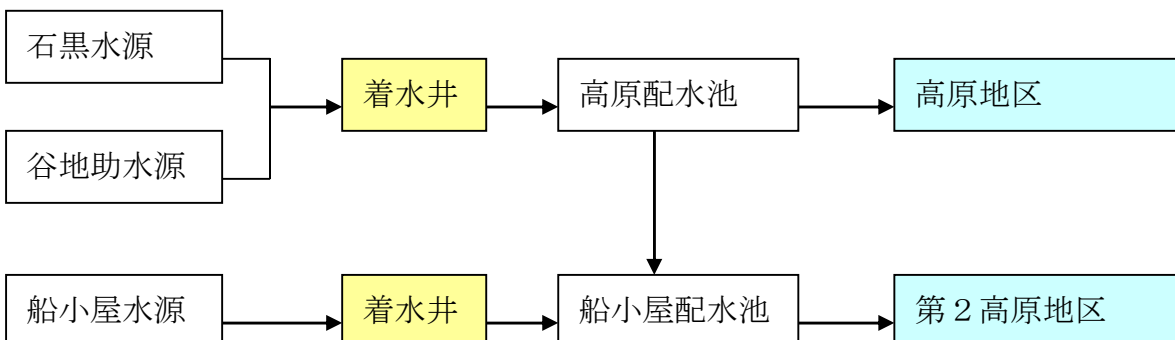 石黒水源
着水井
高原配水池
高原地区
谷地助水源
船小屋水源
着水井
船小屋配水池
第２高原地区